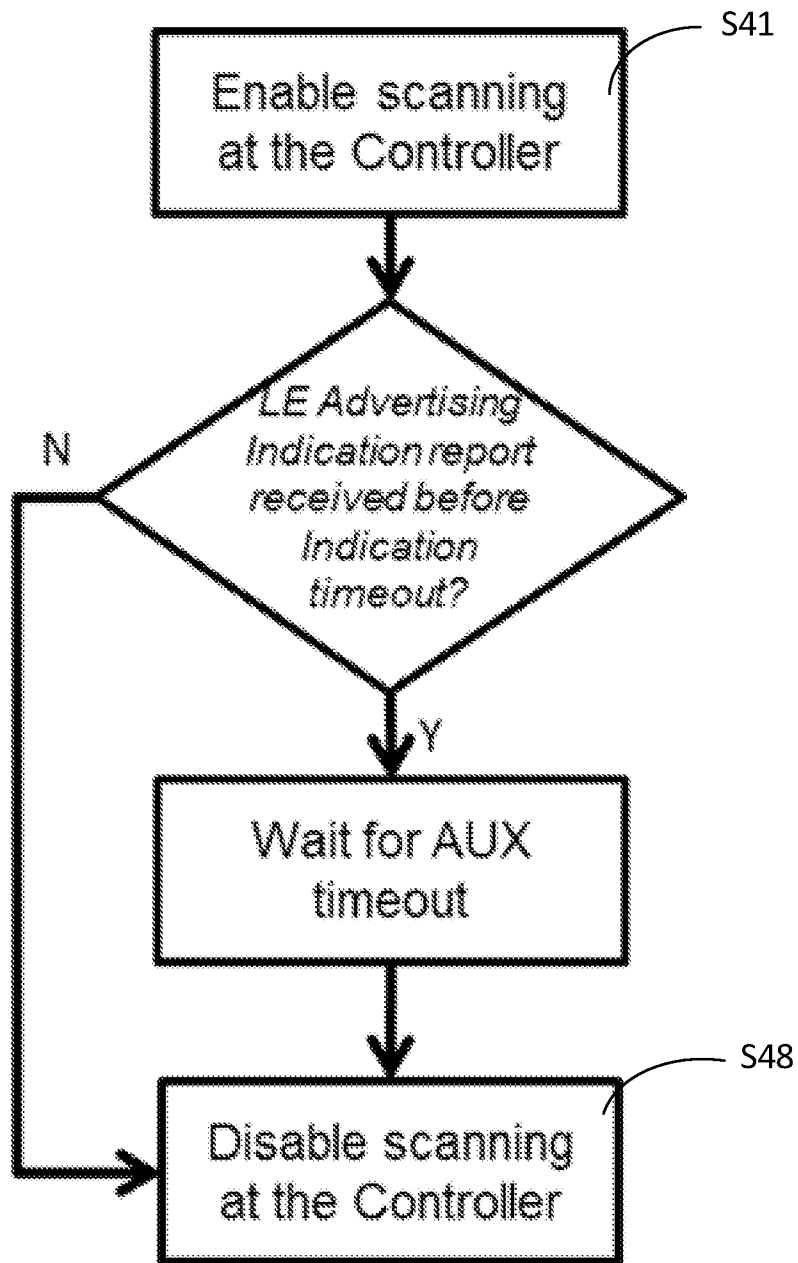 S41
Enable scanning
at the Controller
LE Advertising
Indication report
received before
Indication
timeout?
N
Y
Wait for AUX
timeout
S48
Disable scanning
at the Controller